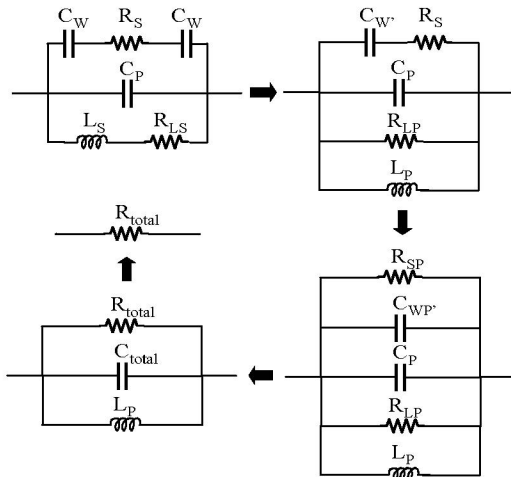 C_W R_S C_W
C_P
L_S R_LS
C_W' R_S
C_P
R_LP
L_P
R_total
R_total
C_total
L_P
R_SP
C_WP'
C_P
R_LP
L_P